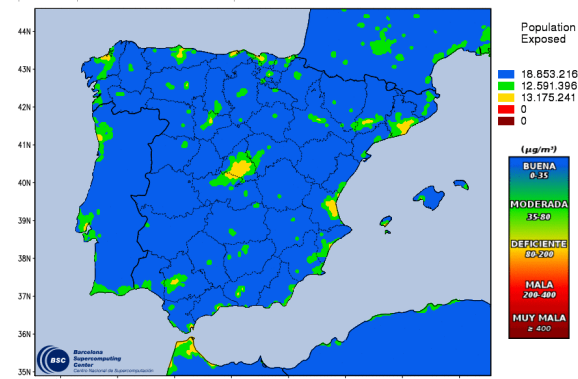 Population
Exposed
44N
43N
42N
41N
40N
39N
38N
37N
36N
35N
18.853.216
12.591.396
13.175.241
0
0
(μg/m³)
BUENA
0-35
MODERADA
35-80
DEFICIENTE
80-200
MALA
200-400
MUY MALA
≥ 400
BSC
Barcelona
Supercomputing
Center
Centro Nacional de Supercomputación